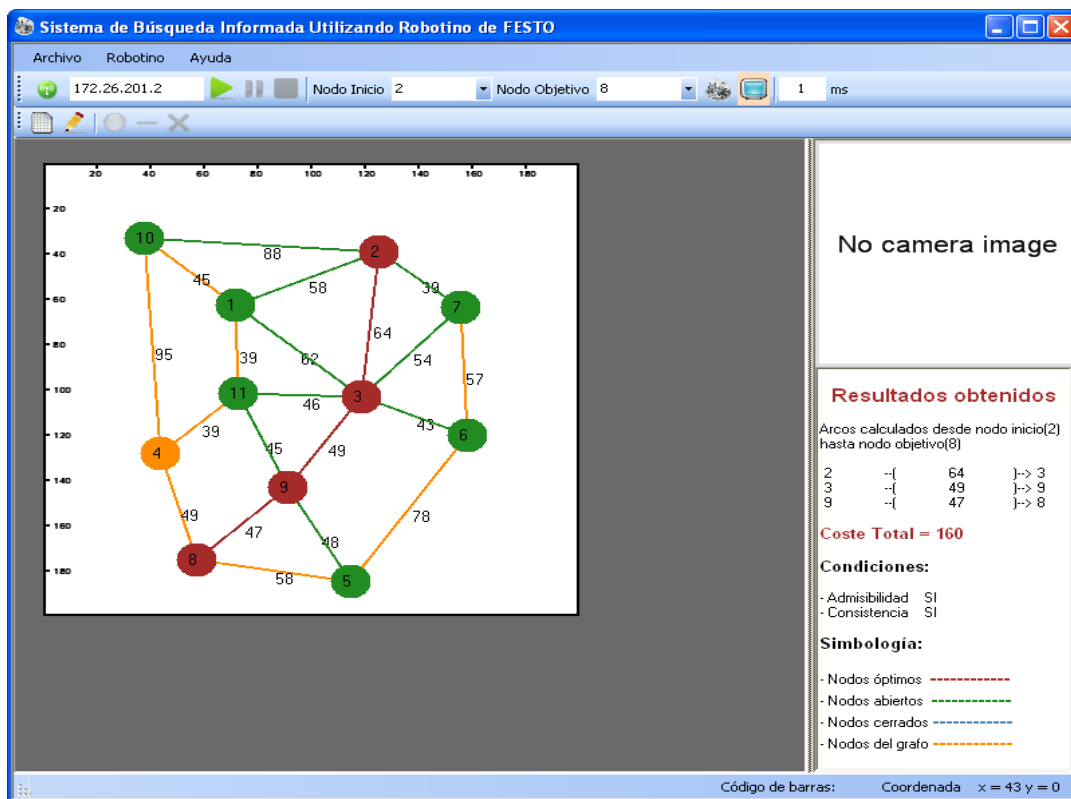 Sistema de Búsqueda Informada Utilizando Robotino de FESTO
Archivo Robotino Ayuda
172.26.201.2 Nodo Inicio 2 Nodo Objetivo 8 1 ms
20 40 60 80 100 120 140 160 180
20
40
60
80
100
120
140
160
180
10
2
88
45
58
39
1
7
64
95
39
62
54
57
11
3
46
43
39
6
45
49
4
9
49
78
47
48
8
58
5
No camera image
Resultados obtenidos
Arcos calculados desde nodo inicio(2)
hasta nodo objetivo(8)
2 --( 64 )--> 3
3 --( 49 )--> 9
9 --( 47 )--> 8
Coste Total = 160
Condiciones:
- Admisibilidad SI
- Consistencia SI
Simbología:
- Nodos óptimos
- Nodos abiertos
- Nodos cerrados
- Nodos del grafo
Código de barras: Coordenada x = 43 y = 0